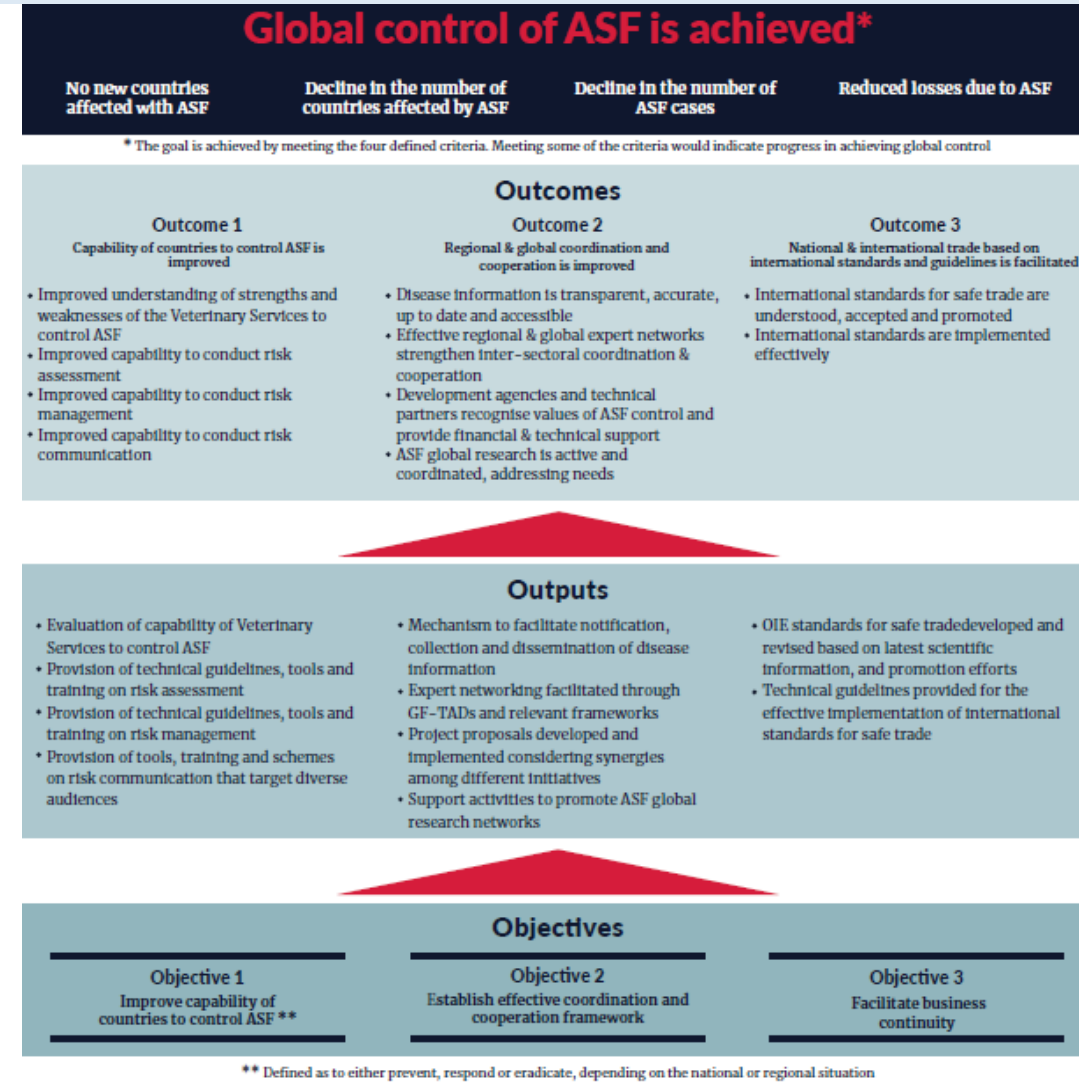 Global control of ASF is achieved*
No new countries
affected with ASF
Decline in the number of
countries affected by ASF
Decline in the number of
ASF cases
Reduced losses due to ASF
* The goal is achieved by meeting the four defined criteria. Meeting some of the criteria would indicate progress in achieving global control
Outcomes
Outcome 1
Capability of countries to control ASF is
improved
• Improved understanding of strengths and
weaknesses of the Veterinary Services to
control ASF
• Improved capability to conduct risk
assessment
• Improved capability to conduct risk
management
• Improved capability to conduct risk
communication
Outcome 2
Regional & global coordination and
cooperation is improved
• Disease information is transparent, accurate,
up to date and accessible
• Effective regional & global expert networks
strengthen inter-sectoral coordination &
cooperation
• Development agencies and technical
partners recognise values of ASF control and
provide financial & technical support
• ASF global research is active and
coordinated, addressing needs
Outcome 3
National & international trade based on
international standards and guidelines is facilitated
• International standards for safe trade are
understood, accepted and promoted
• International standards are implemented
effectively
Outputs
• Evaluation of capability of Veterinary
Services to control ASF
• Provision of technical guidelines, tools and
training on risk assessment
• Provision of technical guidelines, tools and
training on risk management
• Provision of tools, training and schemes
on risk communication that target diverse
audiences
• Mechanism to facilitate notification,
collection and dissemination of disease
information
• Expert networking facilitated through
GF-TADs and relevant frameworks
• Project proposals developed and
implemented considering synergies
among different initiatives
• Support activities to promote ASF global
research networks
• OIE standards for safe tradedeveloped and
revised based on latest scientific
information, and promotion efforts
• Technical guidelines provided for the
effective implementation of international
standards for safe trade
Objectives
Objective 1
Improve capability of
countries to control ASF **
Objective 2
Establish effective coordination and
cooperation framework
Objective 3
Facilitate business
continuity
** Defined as to either prevent, respond or eradicate, depending on the national or regional situation